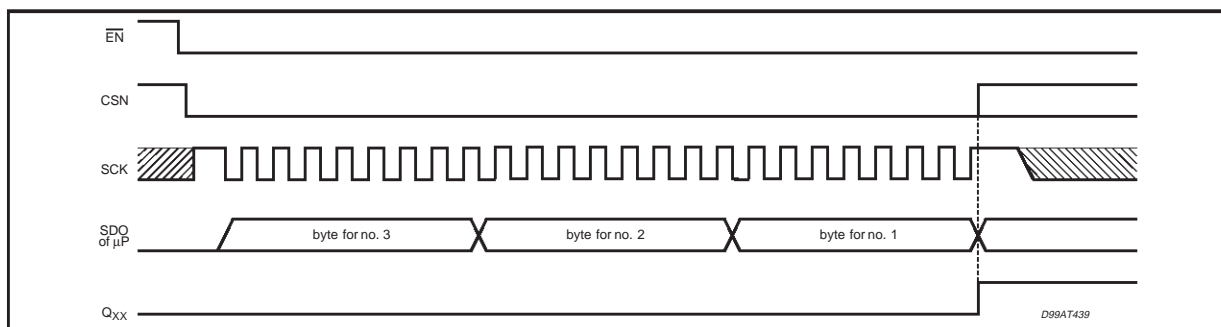 EN
CSN
SCK
SDO
of μP
byte for no. 3
byte for no. 2
byte for no. 1
QXX
D99AT439